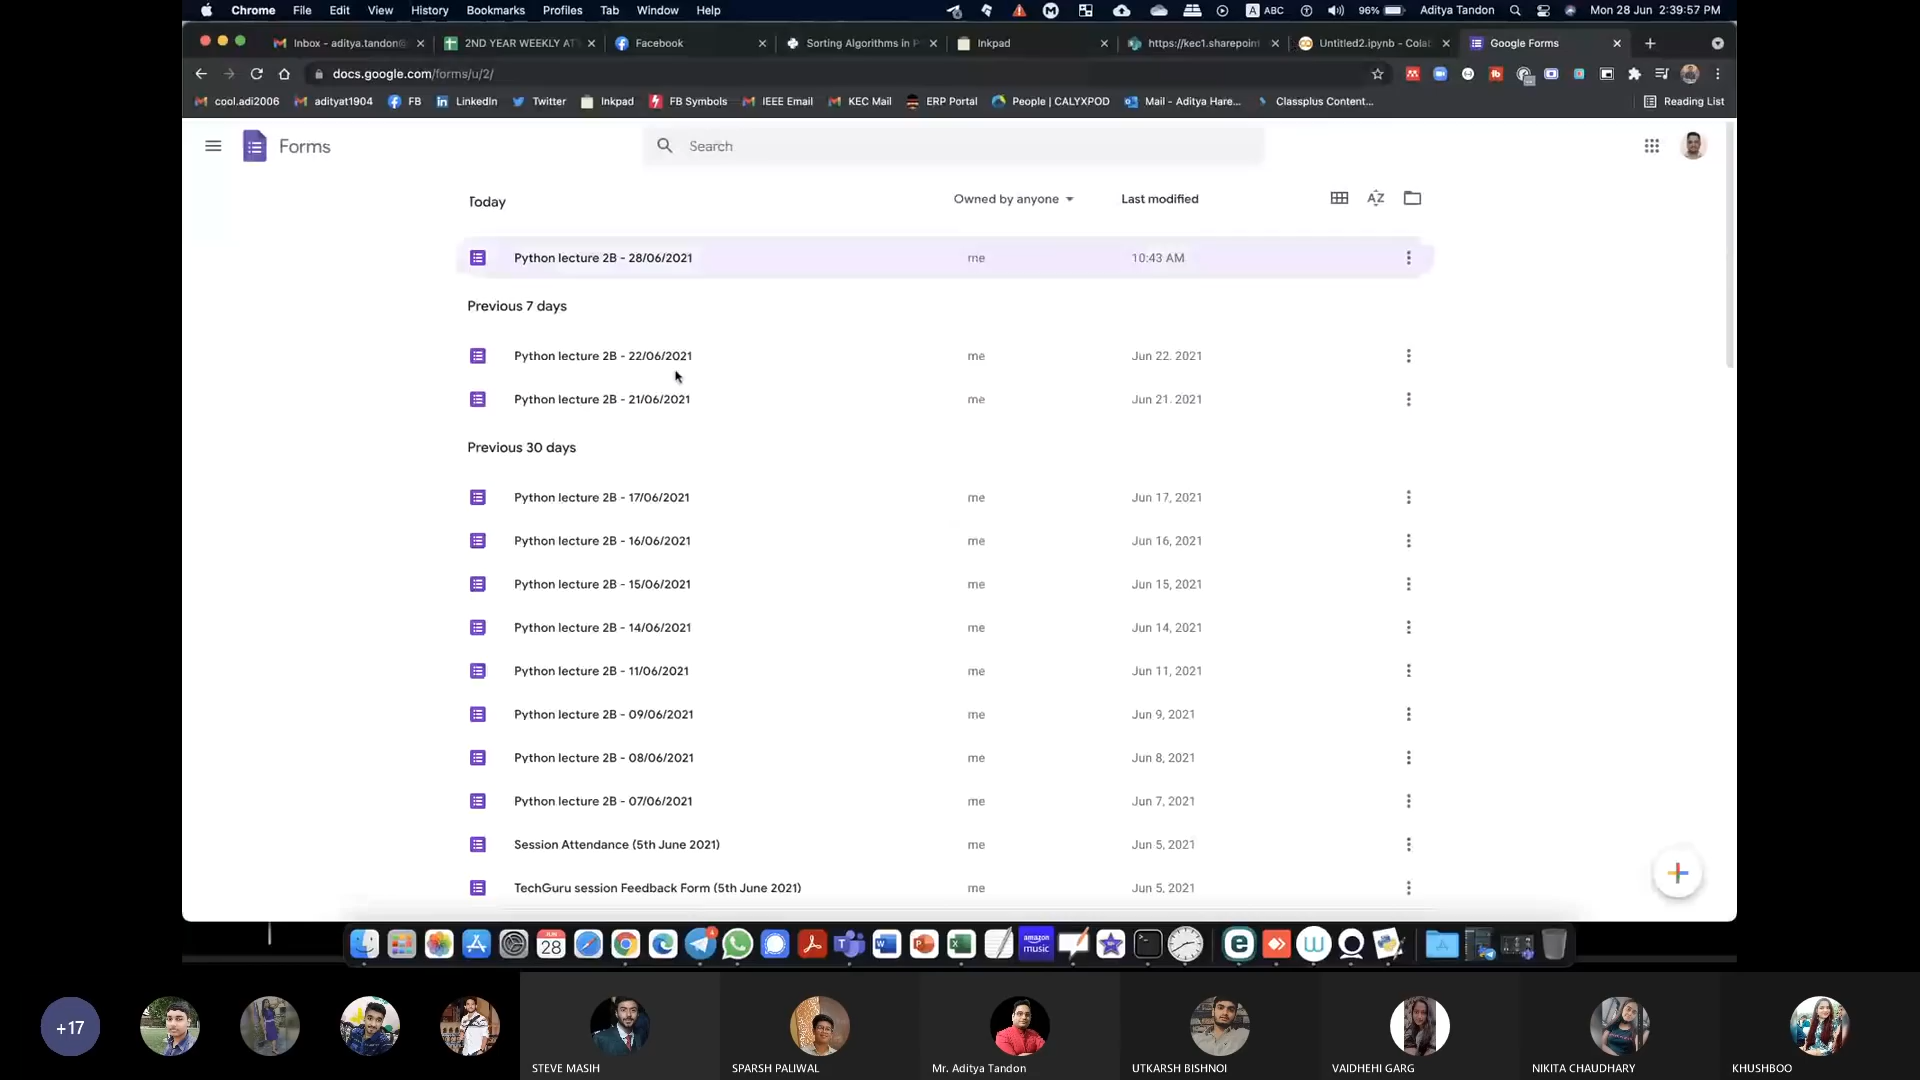 Chrome File Edit View History Bookmarks Profiles Tab Window Help ABC 96% Aditya Tandon Mon 28 Jun 2:39:57 PM
Inbox - aditya.tandon@ 2ND YEAR WEEKLY AT Facebook Sorting Algorithms in P Inkpad https://kec1.sharepoint Untitled2.ipynb - Colab Google Forms
docs.google.com/forms/u/2/
cool.adi2006 adityat1904 FB LinkedIn Twitter Inkpad FB Symbols IEEE Email KEC Mail ERP Portal People | CALYXPOD Mail - Aditya Hare... Classplus Content... Reading List
Forms Search
Today Owned by anyone Last modified
Python lecture 2B - 28/06/2021 me 10:43 AM
Previous 7 days
Python lecture 2B - 22/06/2021 me Jun 22, 2021
Python lecture 2B - 21/06/2021 me Jun 21, 2021
Previous 30 days
Python lecture 2B - 17/06/2021 me Jun 17, 2021
Python lecture 2B - 16/06/2021 me Jun 16, 2021
Python lecture 2B - 15/06/2021 me Jun 15, 2021
Python lecture 2B - 14/06/2021 me Jun 14, 2021
Python lecture 2B - 11/06/2021 me Jun 11, 2021
Python lecture 2B - 09/06/2021 me Jun 9, 2021
Python lecture 2B - 08/06/2021 me Jun 8, 2021
Python lecture 2B - 07/06/2021 me Jun 7, 2021
Session Attendance (5th June 2021) me Jun 5, 2021
TechGuru session Feedback Form (5th June 2021) me Jun 5, 2021
JUN
28
amazon music
+17
STEVE MASIH SPARSH PALIWAL Mr. Aditya Tandon UTKARSH BISHNOI VAIDHEHI GARG NIKITA CHAUDHARY KHUSHBOO